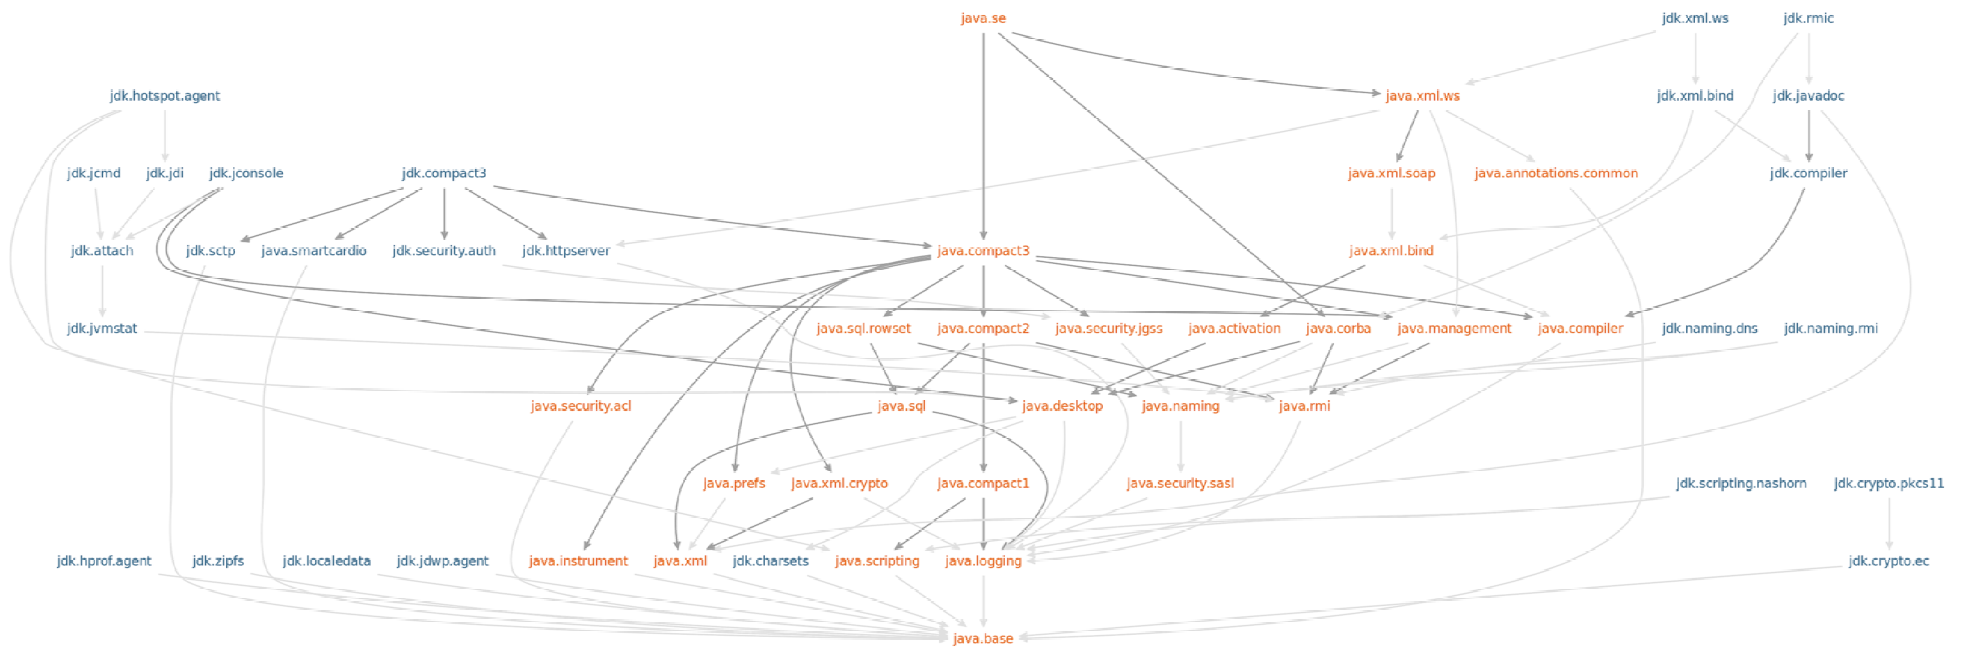 java.se
jdk.xml.ws
jdk.rmic
jdk.hotspot.agent
java.xml.ws
jdk.xml.bind
jdk.javadoc
jdk.jcmd
jdk.jdi
jdk.jconsole
jdk.compact3
java.xml.soap
java.annotations.common
jdk.compiler
jdk.attach
jdk.sctp
java.smartcardio
jdk.security.auth
jdk.httpserver
java.compact3
java.xml.bind
jdk.jvmstat
java.sql.rowset
java.compact2
java.security.jgss
java.activation
java.corba
java.management
java.compiler
jdk.naming.dns
jdk.naming.rmi
java.security.acl
java.sql
java.desktop
java.naming
java.rmi
java.prefs
java.xml.crypto
java.compact1
java.security.sasl
jdk.scripting.nashorn
jdk.crypto.pkcs11
jdk.hprof.agent
jdk.zipfs
jdk.localedata
jdk.jdwp.agent
java.instrument
java.xml
jdk.charsets
java.scripting
java.logging
jdk.crypto.ec
java.base